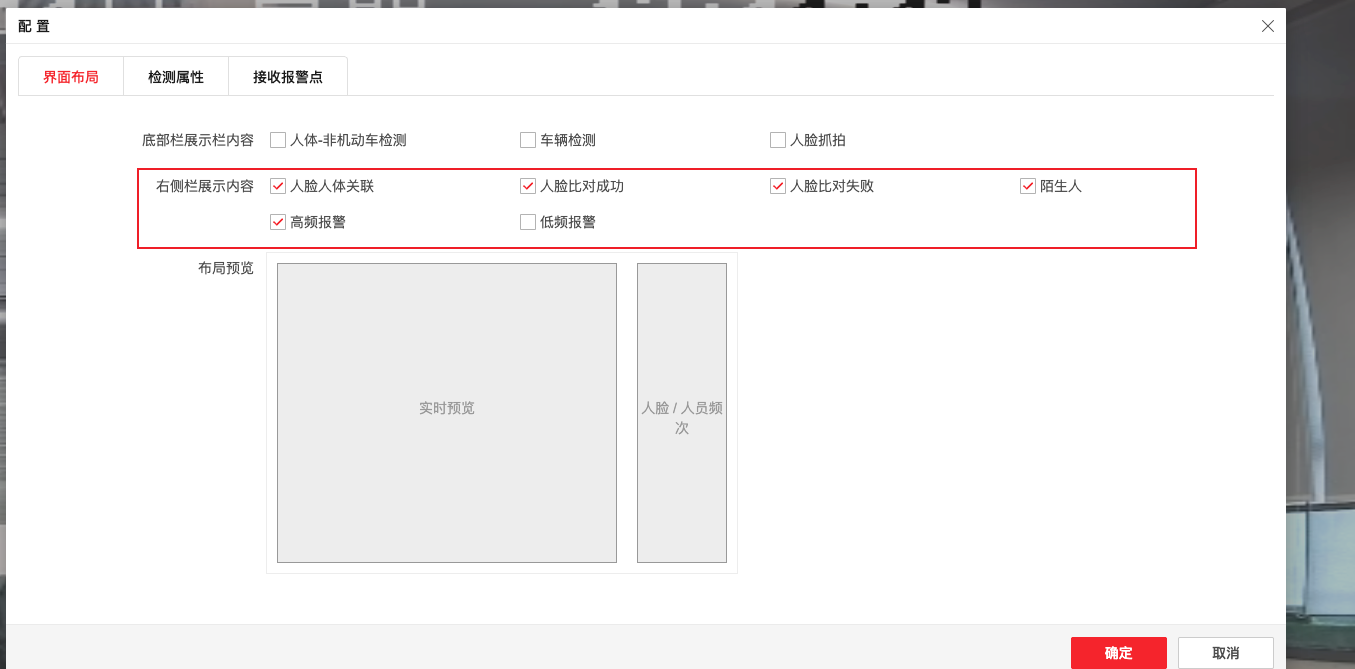 配 置
界面布局 检测属性 接收报警点
底部栏展示栏内容 人体-非机动车检测 车辆检测 人脸抓拍
右侧栏展示内容 人脸人体关联 人脸比对成功 人脸比对失败 陌生人
高频报警 低频报警
布局预览
实时预览 人脸 / 人员频
次
确定 取消